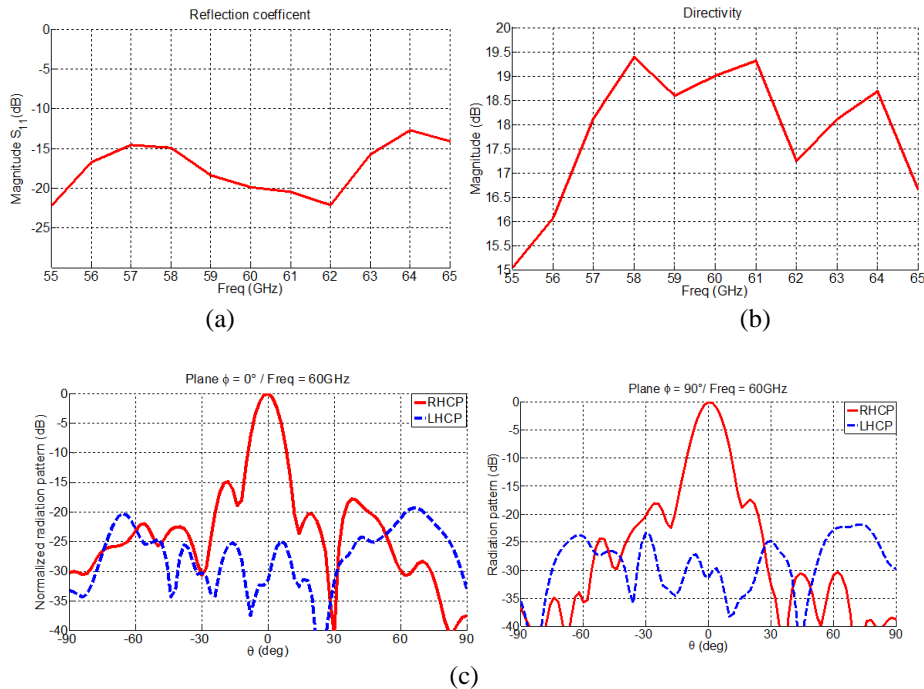 Reflection coefficent
0
-5
-10
-15
-20
-25
Magnitude S11(dB)
55 56 57 58 59 60 61 62 63 64 65
Freq (GHz)
(a)
Directivity
20
19.5
19
18.5
18
17.5
17
16.5
16
15.5
15
Magnitude (dB)
55 56 57 58 59 60 61 62 63 64 65
Freq (GHz)
(b)
Plane ϕ = 0° / Freq = 60GHz
RHCP
LHCP
0
-5
-10
-15
-20
-25
-30
-35
-40
Normalized radiation pattern (dB)
-90 -60 -30 0 30 60 90
θ (deg)
Plane ϕ = 90°/ Freq = 60GHz
RHCP
LHCP
0
-5
-10
-15
-20
-25
-30
-35
-40
Radiation pattern (dB)
-90 -60 -30 0 30 60 90
θ (deg)
(c)